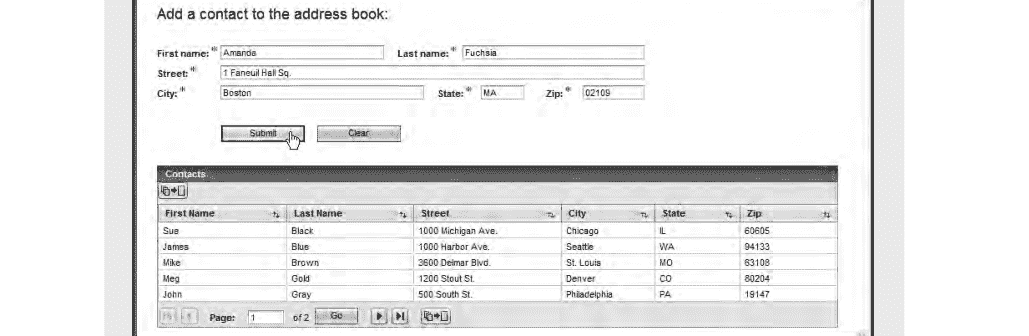 Add a contact to the address book:
First name: * Amanda Last name: * Fuchsia
Street: * 1 Faneuil Hall Sq.
City: * Boston State: * MA Zip: * 02109
Submit Clear
Contacts
First Name Last Name Street City State Zip
Sue Black 1000 Michigan Ave. Chicago IL 60605
James Blue 1000 Harbor Ave. Seattle WA 94133
Mike Brown 3600 Delmar Blvd. St. Louis MO 63108
Meg Gold 1200 Stout St. Denver CO 80204
John Gray 500 South St. Philadelphia PA 19147
Page: 1 of 2 Go